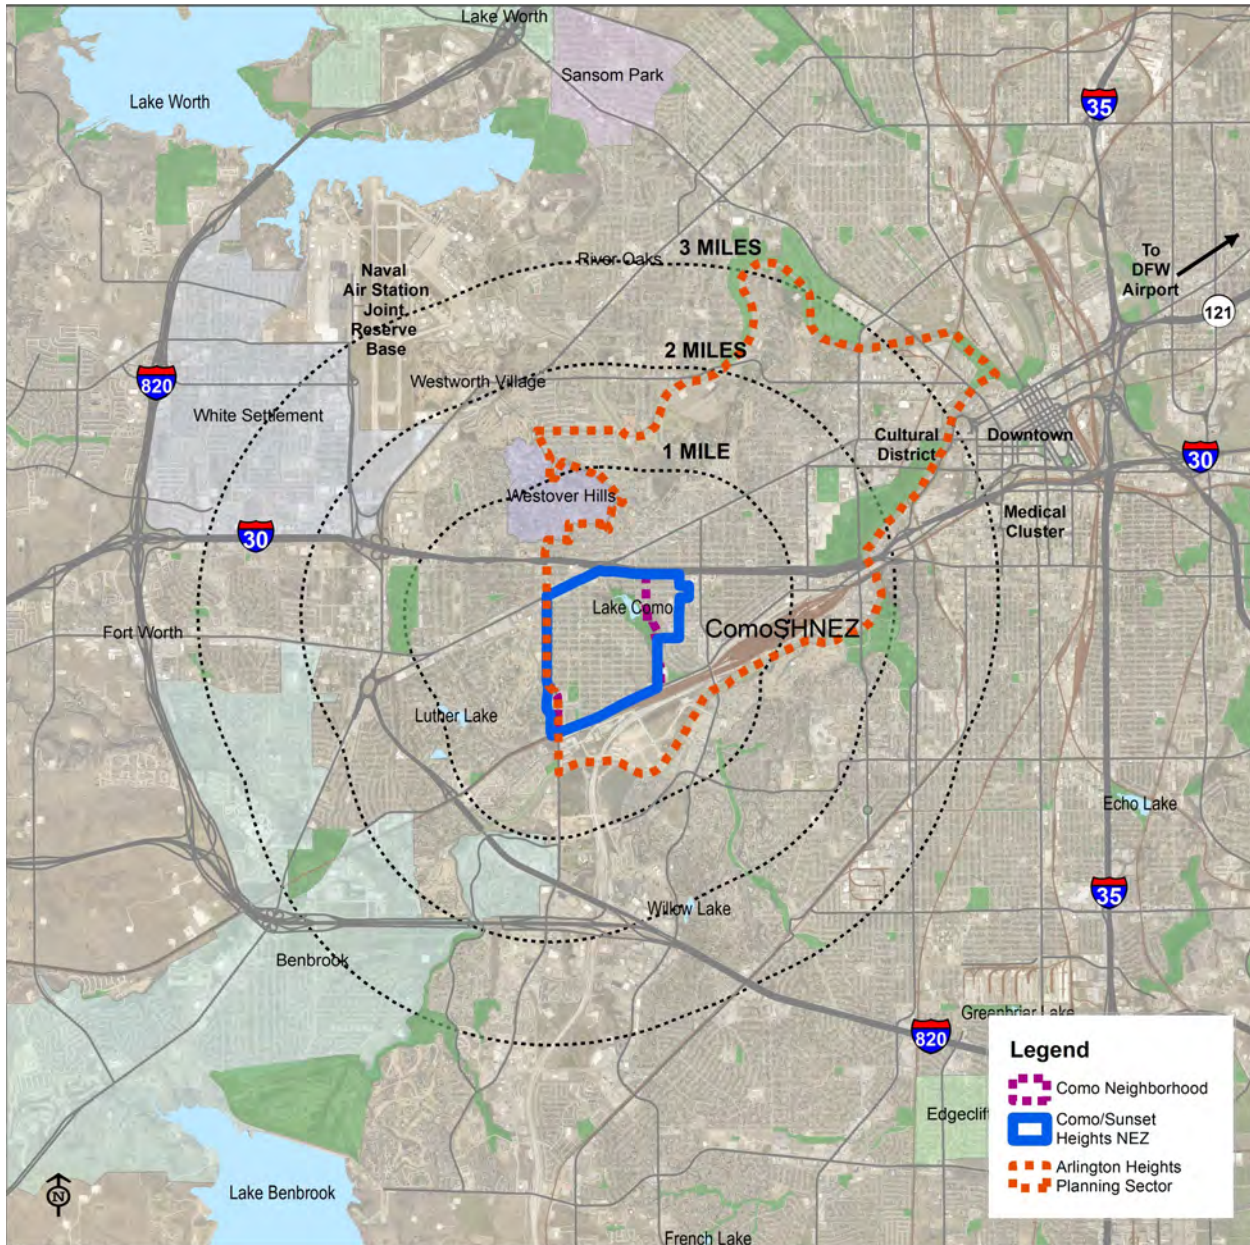 Lake Worth
Sansom Park
Lake Worth
35
3 MILES
River Oaks
To
DFW
Airport
Naval
Air Station
Joint
Reserve
Base
121
2 MILES
820
Westworth Village
White Settlement
Cultural
District
Downtown
1 MILE
30
Westover Hills
30
Medical
Cluster
Lake Como
ComoSHNEZ
Fort Worth
Luther Lake
Echo Lake
35
Willow Lake
Benbrook
Greenbriar Lake
820
Legend
Como Neighborhood
Como/Sunset
Heights NEZ
Arlington Heights
Planning Sector
Edgecliff
N
Lake Benbrook
French Lake